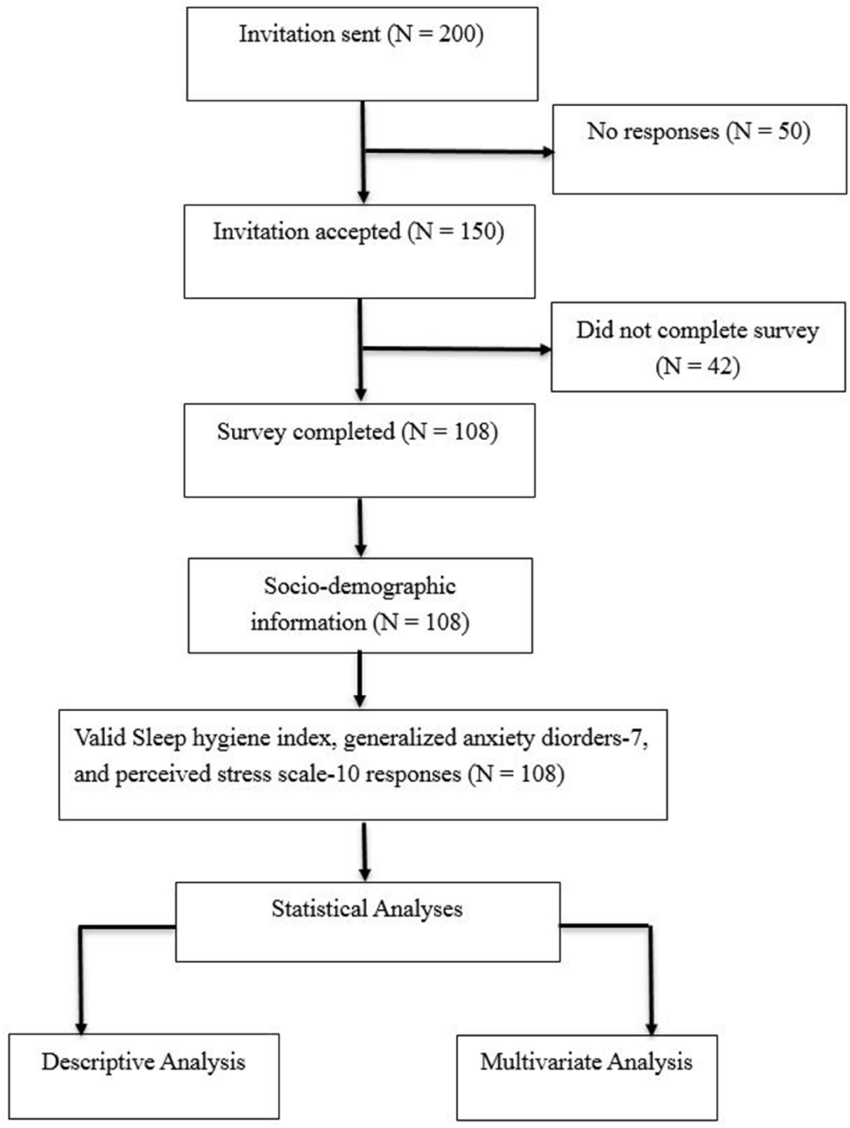 Invitation sent (N = 200)
No responses (N = 50)
Invitation accepted (N = 150)
Did not complete survey
(N = 42)
Survey completed (N = 108)
Socio-demographic
information (N = 108)
Valid Sleep hygiene index, generalized anxiety diorders-7,
and perceived stress scale-10 responses (N = 108)
Statistical Analyses
Descriptive Analysis
Multivariate Analysis